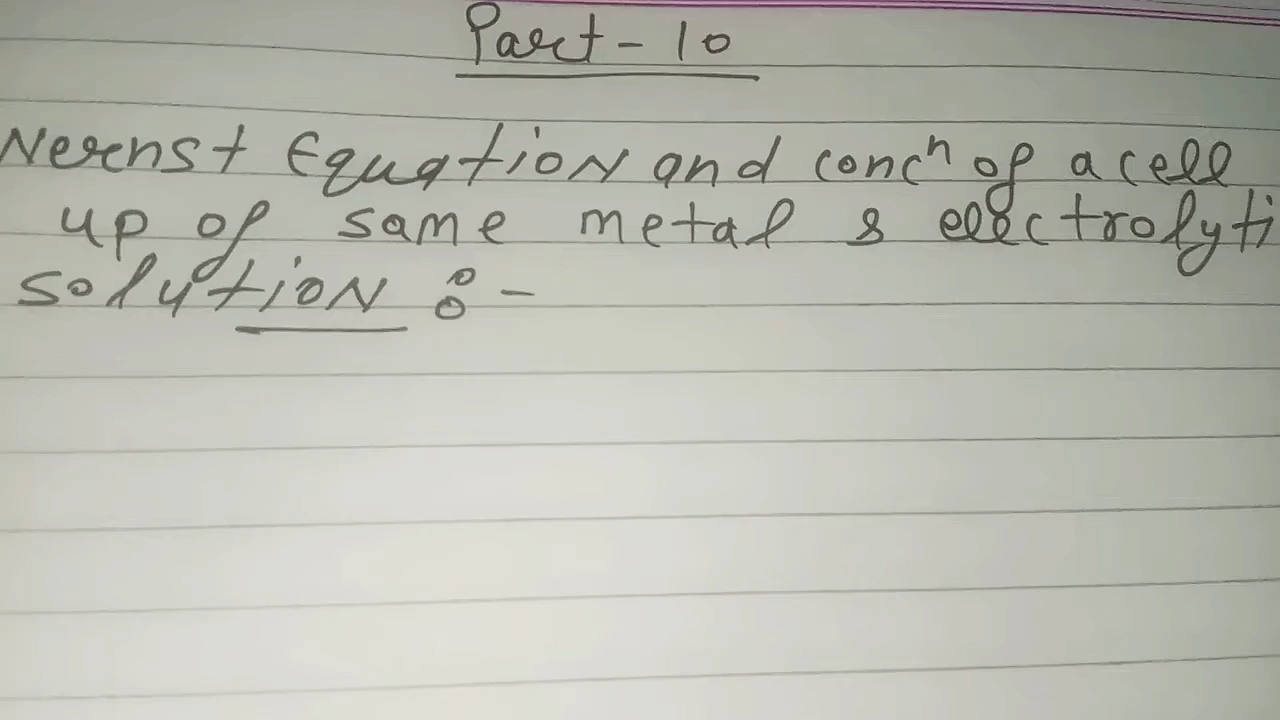 Part - 10
Nernst Equation and concⁿ of a cell
up of same metal & electrolyti
solution :-